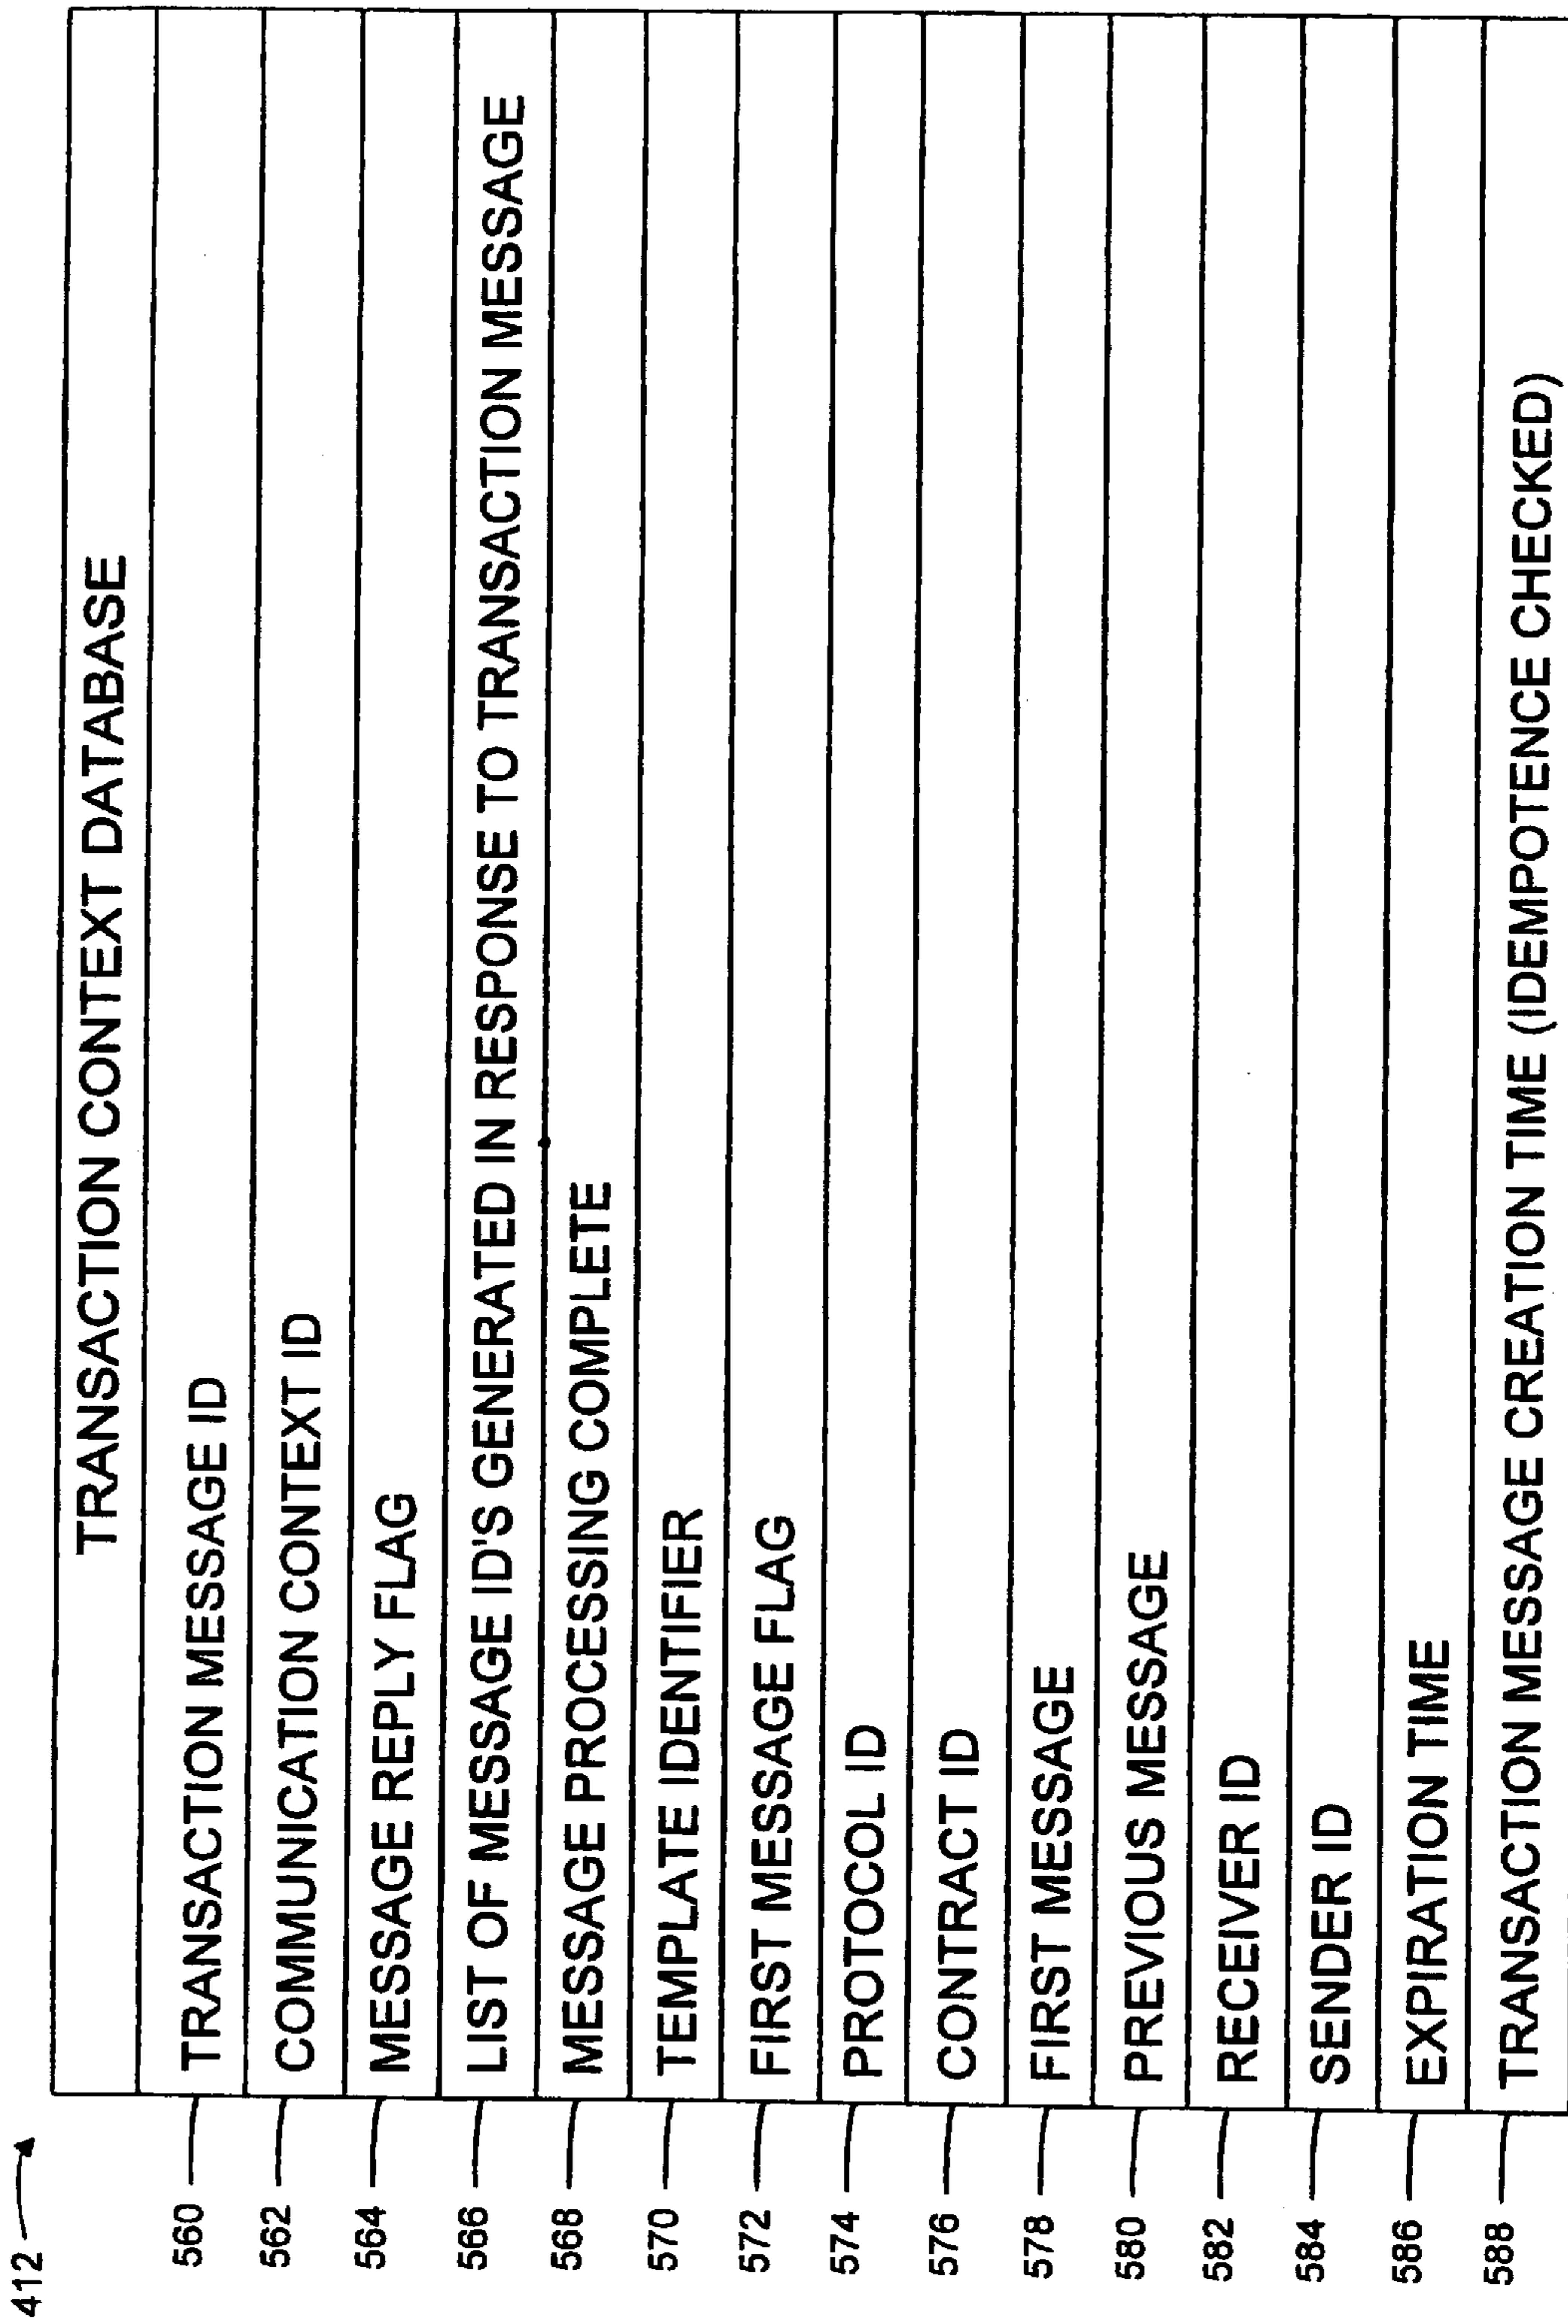 412
TRANSACTION CONTEXT DATABASE
560 TRANSACTION MESSAGE ID
562 COMMUNICATION CONTEXT ID
564 MESSAGE REPLY FLAG
566 LIST OF MESSAGE ID'S GENERATED IN RESPONSE TO TRANSACTION MESSAGE
568 MESSAGE PROCESSING COMPLETE
570 TEMPLATE IDENTIFIER
572 FIRST MESSAGE FLAG
574 PROTOCOL ID
576 CONTRACT ID
578 FIRST MESSAGE
580 PREVIOUS MESSAGE
582 RECEIVER ID
584 SENDER ID
586 EXPIRATION TIME
588 TRANSACTION MESSAGE CREATION TIME (IDEMPOTENCE CHECKED)